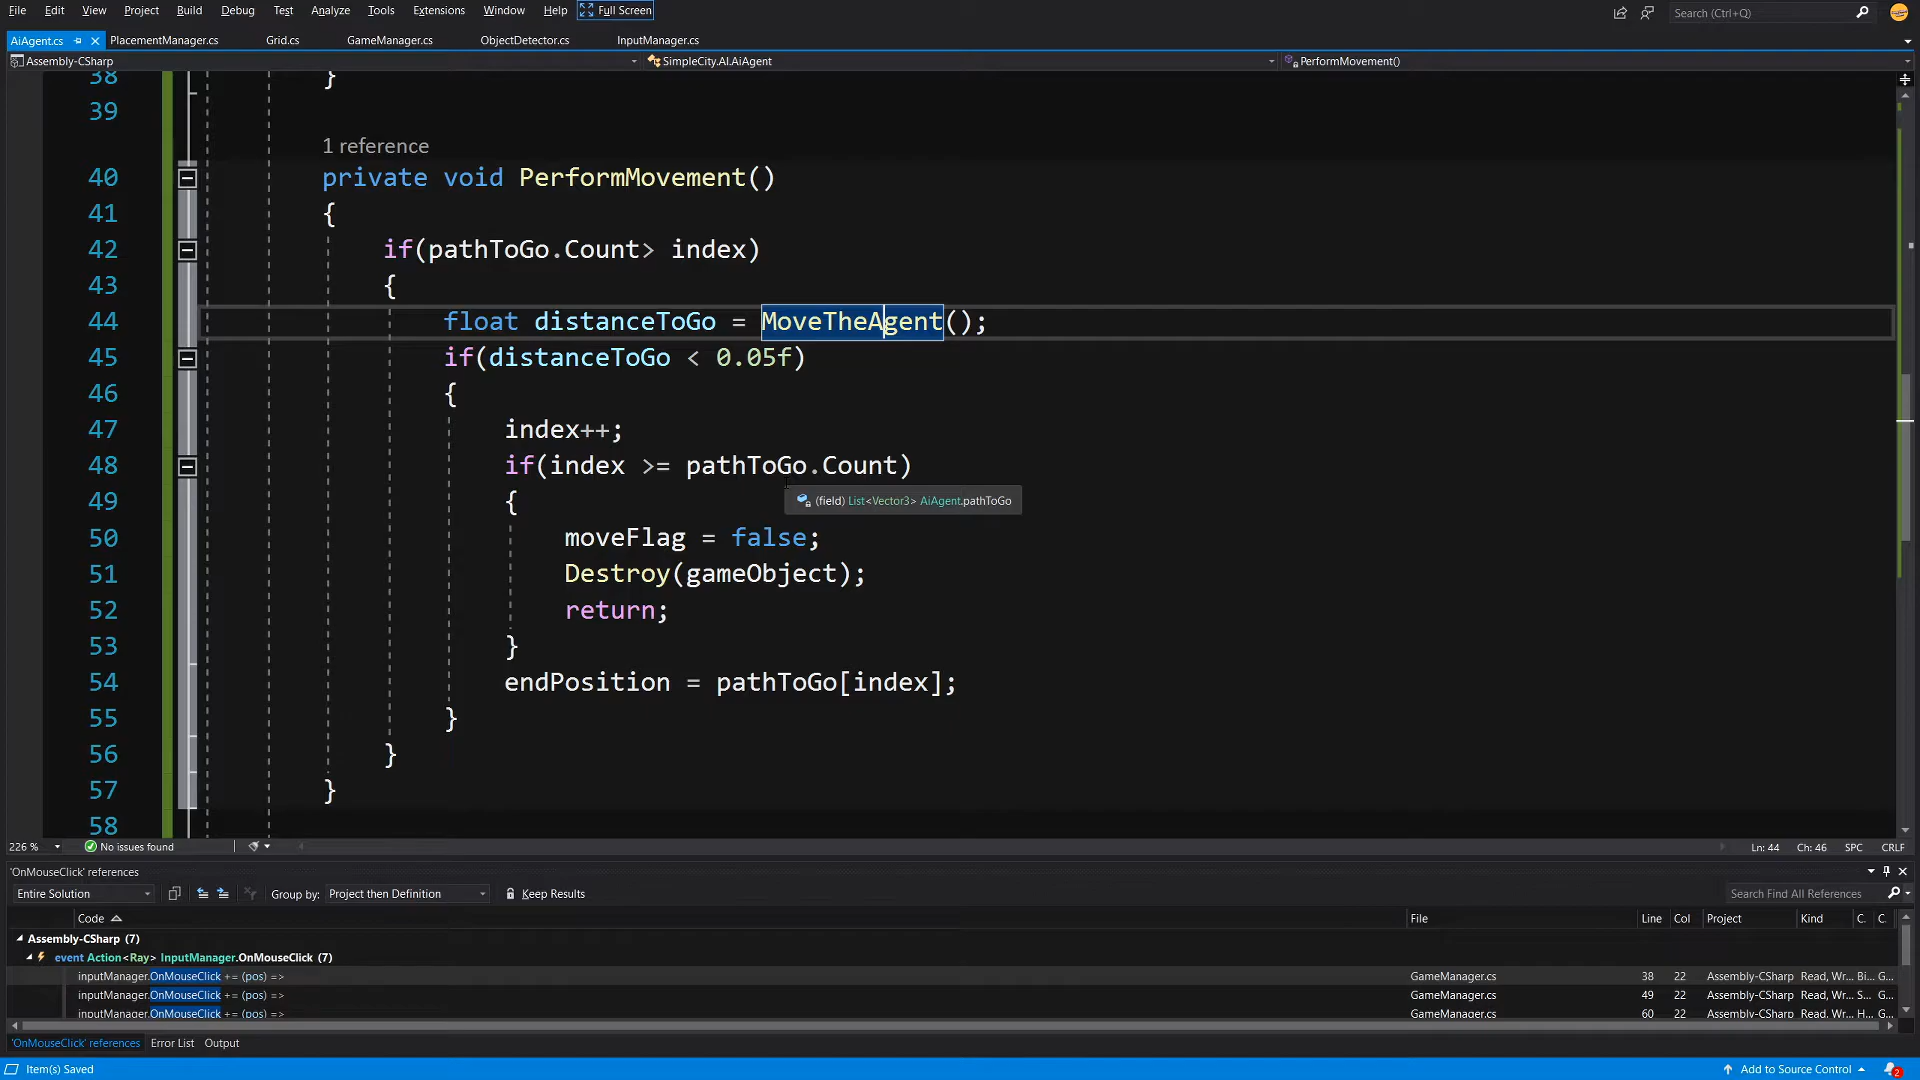 File Edit View Project Build Debug Test Analyze Tools Extensions Window Help Full Screen Search (Ctrl+Q)
AiAgent.cs PlacementManager.cs Grid.cs GameManager.cs ObjectDetector.cs InputManager.cs
Assembly-CSharp SimpleCity.AI.AiAgent PerformMovement()
38 }
39
1 reference
40 private void PerformMovement()
41 {
42 if(pathToGo.Count> index)
43 {
44 float distanceToGo = MoveTheAgent();
45 if(distanceToGo < 0.05f)
46 {
47 index++;
48 if(index >= pathToGo.Count)
49 {
(field) List<Vector3> AiAgent.pathToGo
50 moveFlag = false;
51 Destroy(gameObject);
52 return;
53 }
54 endPosition = pathToGo[index];
55 }
56 }
57 }
58
226 % No issues found Ln: 44 Ch: 46 SPC CRLF
'OnMouseClick' references
Entire Solution Group by: Project then Definition Keep Results Search Find All References
Code File Line Col Project Kind C. C.
Assembly-CSharp (7)
event Action<Ray> InputManager.OnMouseClick (7)
inputManager.OnMouseClick += (pos) => GameManager.cs 38 22 Assembly-CSharp Read, Wr... Bi... G...
inputManager.OnMouseClick += (pos) => GameManager.cs 49 22 Assembly-CSharp Read, Wr... S... G...
inputManager.OnMouseClick += (pos) => GameManager.cs 60 22 Assembly-CSharp Read, Wr... H... G...
'OnMouseClick' references Error List Output
Item(s) Saved Add to Source Control 2